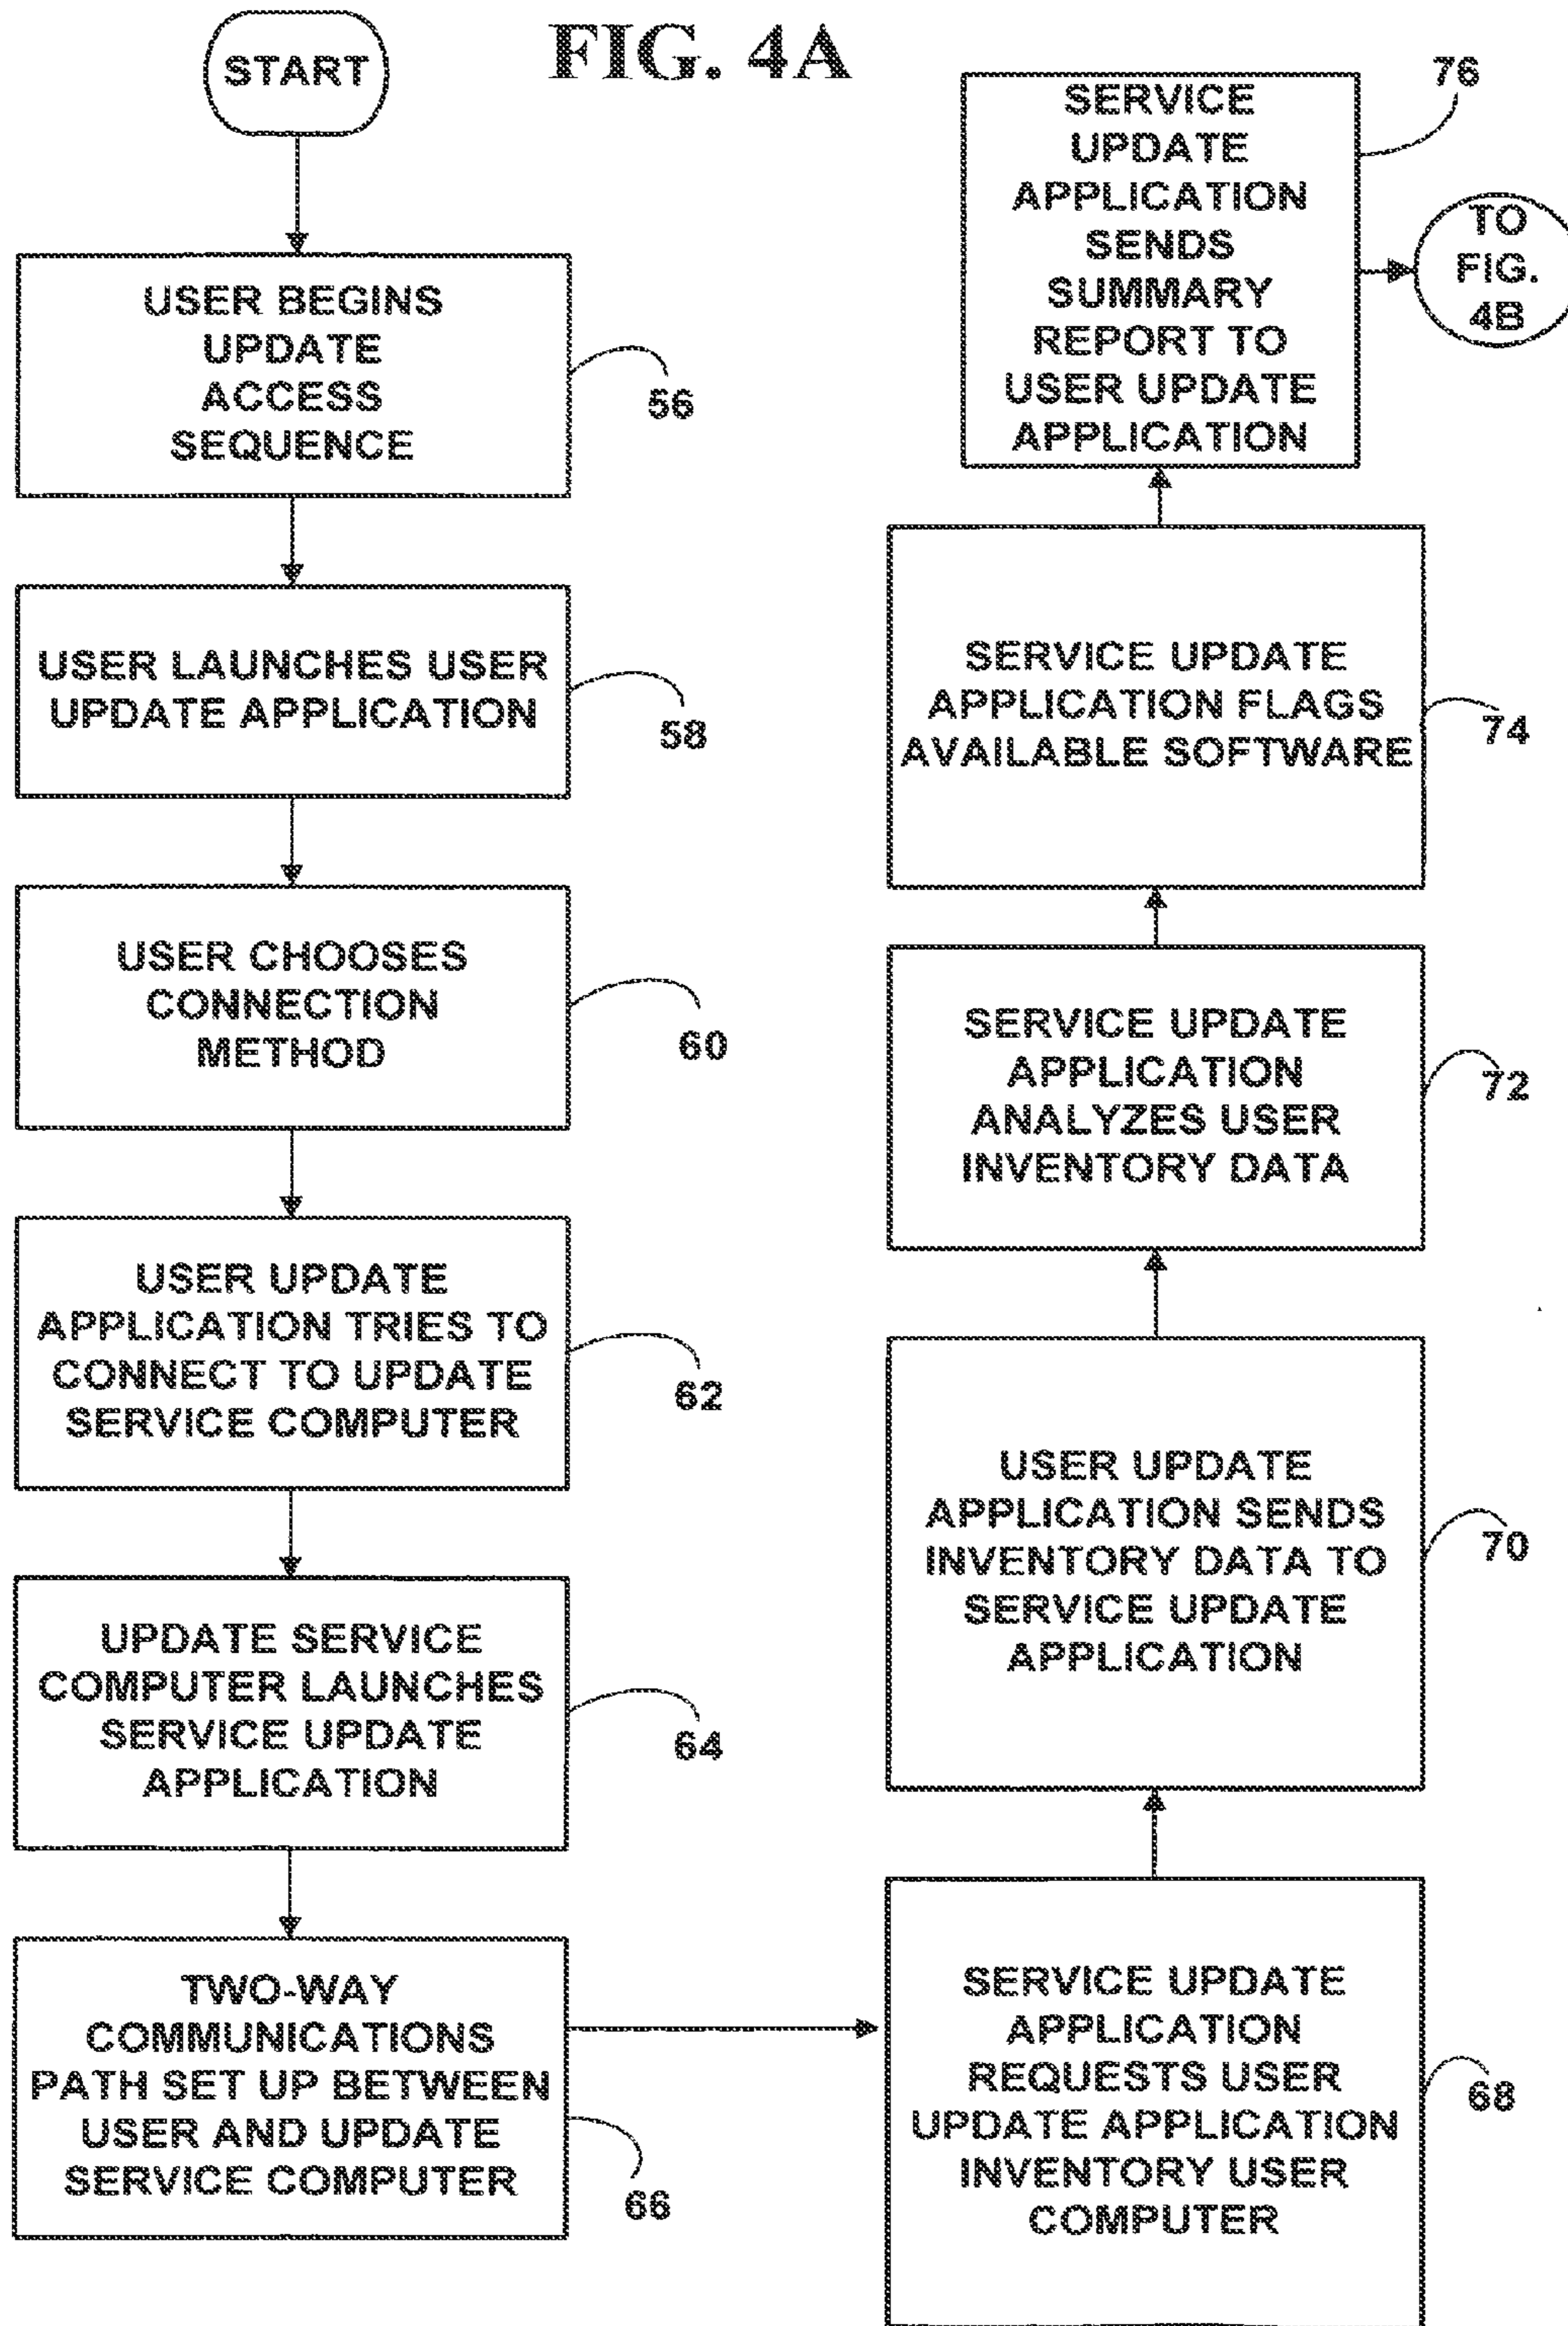 FIG. 4A
START
USER BEGINS
UPDATE
ACCESS
SEQUENCE
56
USER LAUNCHES USER
UPDATE APPLICATION
58
USER CHOOSES
CONNECTION
METHOD
60
USER UPDATE
APPLICATION TRIES TO
CONNECT TO UPDATE
SERVICE COMPUTER
62
UPDATE SERVICE
COMPUTER LAUNCHES
SERVICE UPDATE
APPLICATION
64
TWO-WAY
COMMUNICATIONS
PATH SET UP BETWEEN
USER AND UPDATE
SERVICE COMPUTER
66
SERVICE UPDATE
APPLICATION
REQUESTS USER
UPDATE APPLICATION
INVENTORY USER
COMPUTER
68
USER UPDATE
APPLICATION SENDS
INVENTORY DATA TO
SERVICE UPDATE
APPLICATION
70
SERVICE UPDATE
APPLICATION
ANALYZES USER
INVENTORY DATA
72
SERVICE UPDATE
APPLICATION FLAGS
AVAILABLE SOFTWARE
74
SERVICE
UPDATE
APPLICATION
SENDS
SUMMARY
REPORT TO
USER UPDATE
APPLICATION
76
TO
FIG.
4B